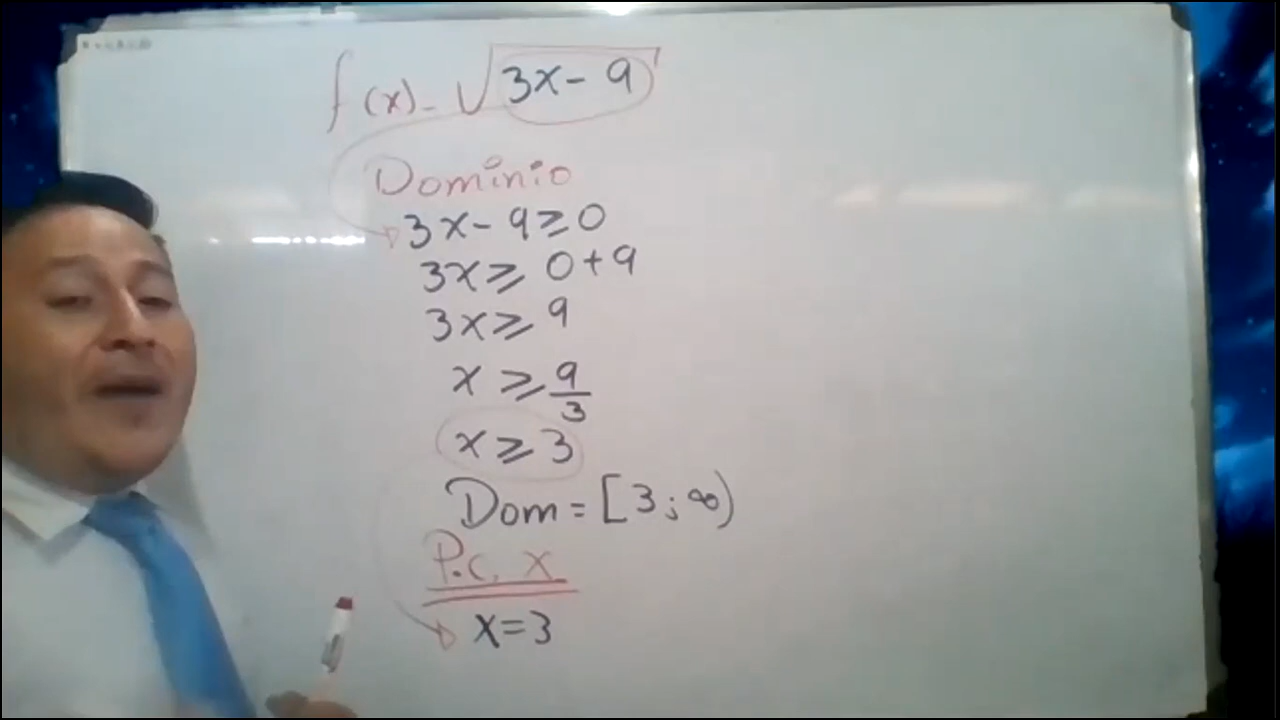 f(x) = √3x - 9
Dominio
3x - 9 ≥ 0
3x ≥ 0 + 9
3x ≥ 9
x ≥ 9/3
x ≥ 3
Dom = [3; ∞)
P.C. x
x = 3